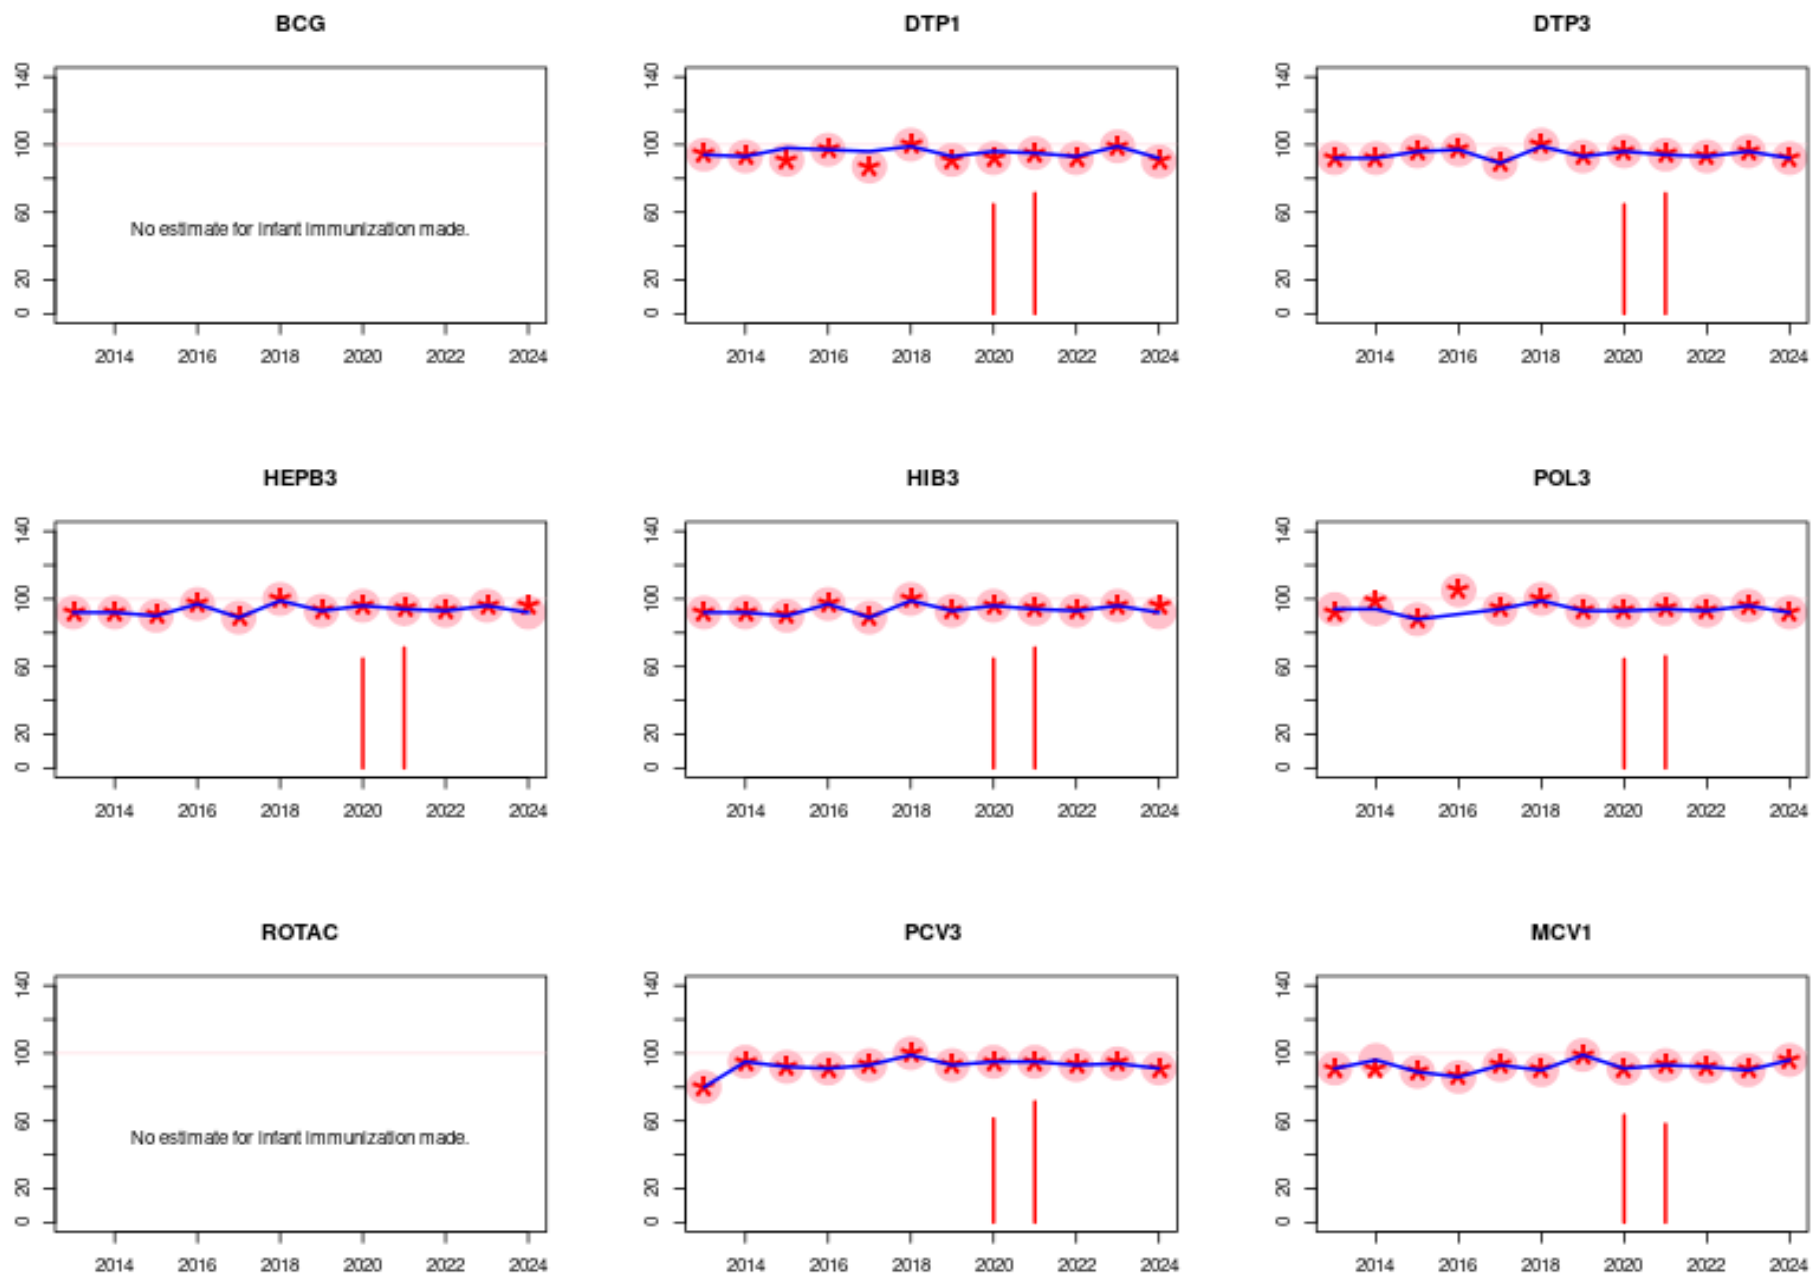 BCG DTP1 DTP3
0 20 60 100 140 0 20 60 100 140 0 20 60 100 140
No estimate for infant immunization made.
2014 2016 2018 2020 2022 2024 2014 2016 2018 2020 2022 2024 2014 2016 2018 2020 2022 2024
HEPB3 HIB3 POL3
0 20 60 100 140 0 20 60 100 140 0 20 60 100 140
2014 2016 2018 2020 2022 2024 2014 2016 2018 2020 2022 2024 2014 2016 2018 2020 2022 2024
ROTAC PCV3 MCV1
0 20 60 100 140 0 20 60 100 140 0 20 60 100 140
No estimate for infant immunization made.
2014 2016 2018 2020 2022 2024 2014 2016 2018 2020 2022 2024 2014 2016 2018 2020 2022 2024